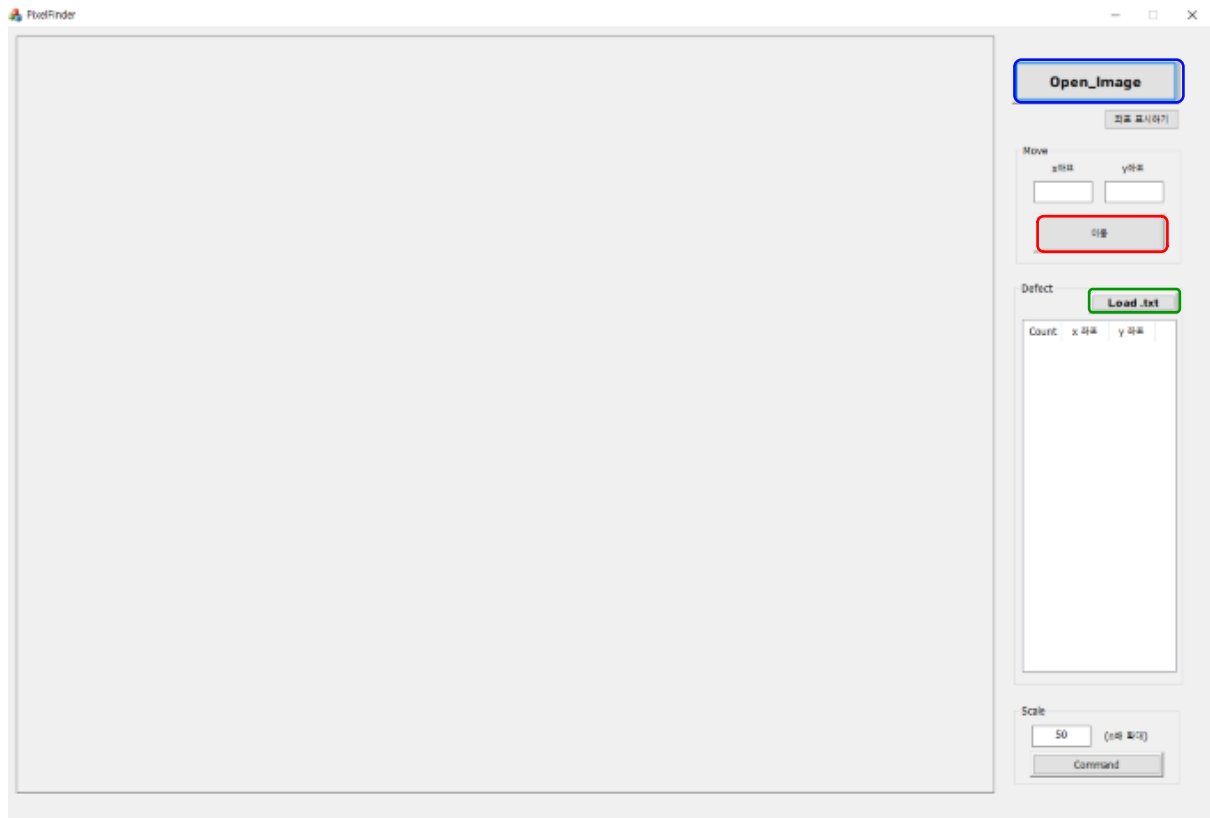 PixelFinder
Open_Image
좌표 표시하기
Move
x좌표 y좌표
이동
Defect
Load .txt
Count x 좌표 y 좌표
Scale
50 (n배 확대)
Command